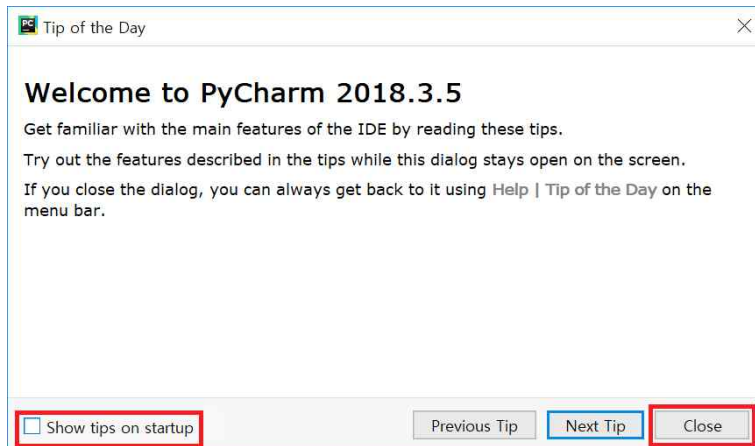 PC Tip of the Day
Welcome to PyCharm 2018.3.5
Get familiar with the main features of the IDE by reading these tips.
Try out the features described in the tips while this dialog stays open on the screen.
If you close the dialog, you can always get back to it using Help | Tip of the Day on the
menu bar.
Show tips on startup Previous Tip Next Tip Close